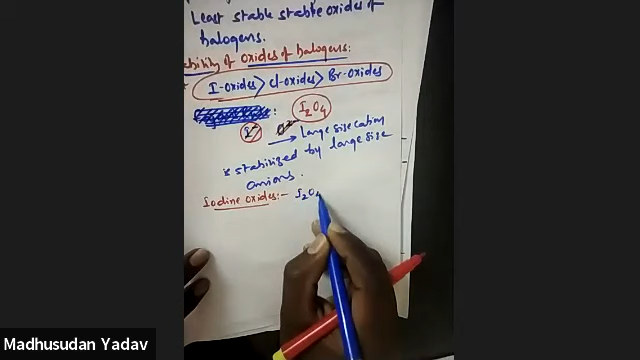 Least stable stable oxides of
halogens.
stability of oxides of halogens:
I-oxides > Cl-oxides > Br-oxides
: I₂O₄
→ Large size cation
is stabilized by large size
anions.
Iodine oxides:- I₂O₄
Madhusudan Yadav